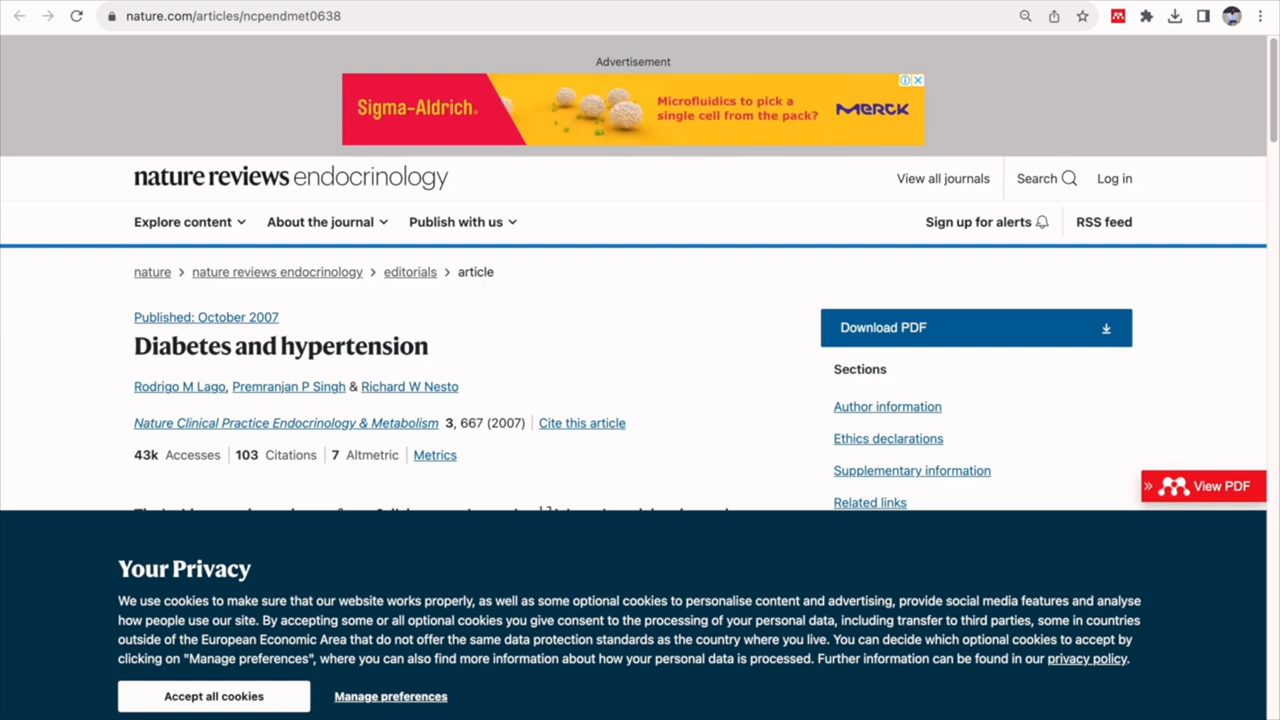 nature.com/articles/ncpendmet0638
Advertisement
Sigma-Aldrich®
Microfluidics to pick a
single cell from the pack?
MERCK
nature reviews endocrinology
View all journals
Search
Log in
Explore content
About the journal
Publish with us
Sign up for alerts
RSS feed
nature > nature reviews endocrinology > editorials > article
Published: October 2007
Diabetes and hypertension
Rodrigo M Lago, Premranjan P Singh & Richard W Nesto
Nature Clinical Practice Endocrinology & Metabolism 3, 667 (2007) | Cite this article
43k Accesses | 103 Citations | 7 Altmetric | Metrics
Download PDF
Sections
Author information
Ethics declarations
Supplementary information
Related links
» View PDF
Your Privacy
We use cookies to make sure that our website works properly, as well as some optional cookies to personalise content and advertising, provide social media features and analyse
how people use our site. By accepting some or all optional cookies you give consent to the processing of your personal data, including transfer to third parties, some in countries
outside of the European Economic Area that do not offer the same data protection standards as the country where you live. You can decide which optional cookies to accept by
clicking on "Manage preferences", where you can also find more information about how your personal data is processed. Further information can be found in our privacy policy.
Accept all cookies
Manage preferences